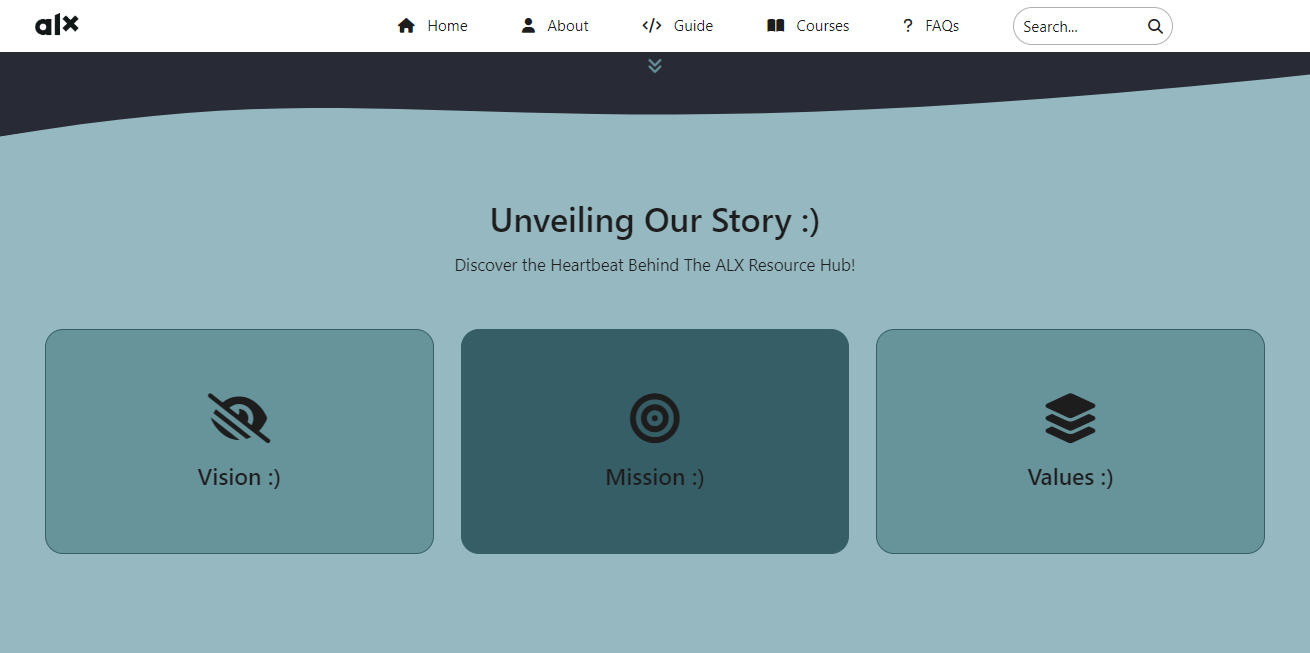 alx
Home
About
Guide
Courses
FAQs
Search...
Unveiling Our Story :)
Discover the Heartbeat Behind The ALX Resource Hub!
Vision :)
Mission :)
Values :)